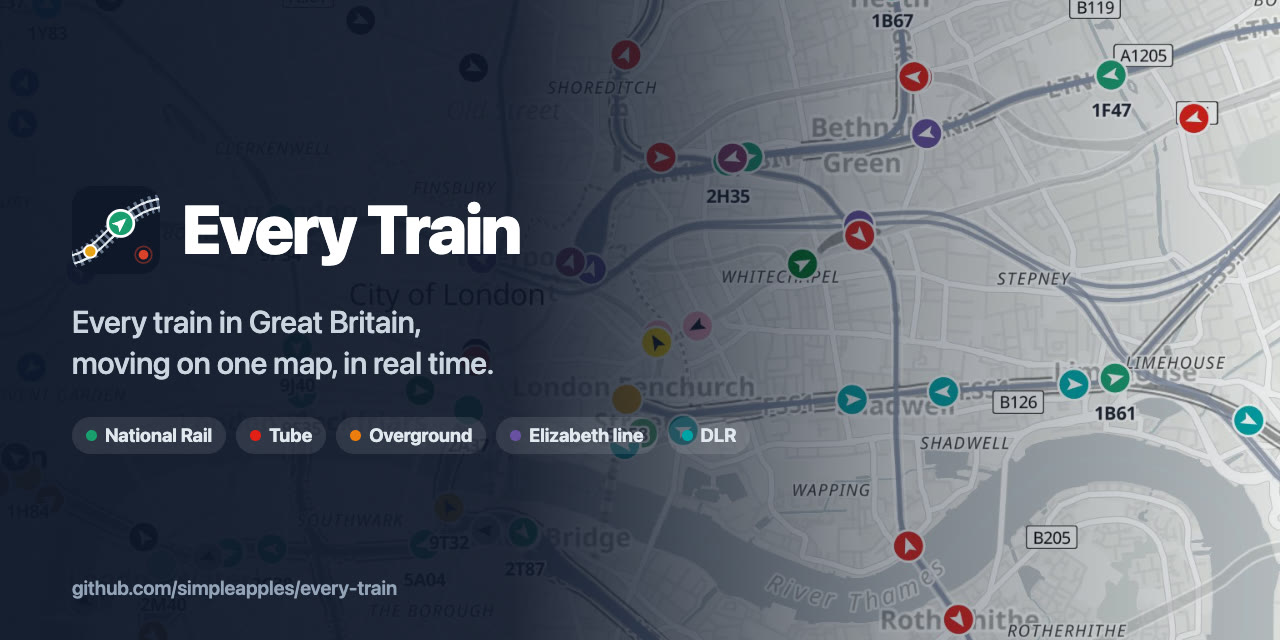 1Y83
B119
1B67
A1205
SHOREDITCH
1F47
Old Street
CLERKENWELL
Green
FINSBURY
2H35
Every Train
WHITECHAPEL
STEPNEY
City of London
Every train in Great Britain,
moving on one map, in real time.
LIMEHOUSE
9J40
London Fenchurch
B126
1B61
National Rail
Tube
Overground
Elizabeth line
DLR
SHADWELL
WAPPING
1H84
SOUTHWARK
9T32
Bridge
B205
2T87
5A04
River Thames
github.com/simpleapples/every-train
2M40
THE BOROUGH
ROTHERHITHE